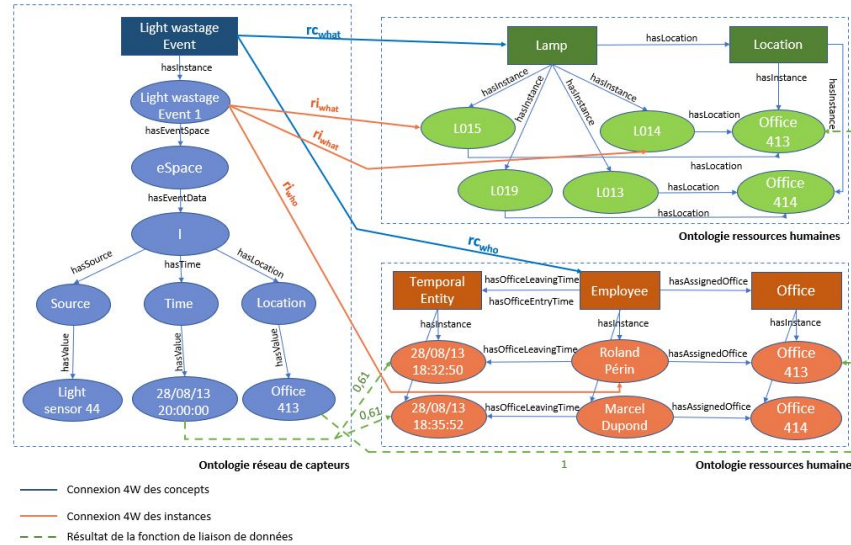 Light wastage
Event
rc what
Lamp
hasLocation
Location
hasInstance
hasInstance
hasInstance
hasInstance
hasInstance
hasInstance
hasInstance
Light wastage
Event 1
ri what
ri what
L015
L014
hasLocation
Office
413
hasEventSpace
hasLocation
eSpace
ri who
L019
L013
hasLocation
Office
414
hasEventData
hasLocation
I
rc who
Ontologie ressources humaines
hasSource
hasTime
hasLocation
Temporal
Entity
hasOfficeLeavingTime
hasOfficeEntryTime
Employee
hasAssignedOffice
Office
Source
Time
Location
hasInstance
hasInstance
hasInstance
hasValue
hasValue
hasValue
28/08/13
18:32:50
hasOfficeLeavingTime
Roland
Périn
hasAssignedOffice
Office
413
0,61
Light
sensor 44
28/08/13
20:00:00
Office
413
0,61
28/08/13
18:35:52
hasOfficeLeavingTime
Marcel
Dupond
hasAssignedOffice
Office
414
Ontologie réseau de capteurs
1
Ontologie ressources humaine
Connexion 4W des concepts
Connexion 4W des instances
Résultat de la fonction de liaison de données